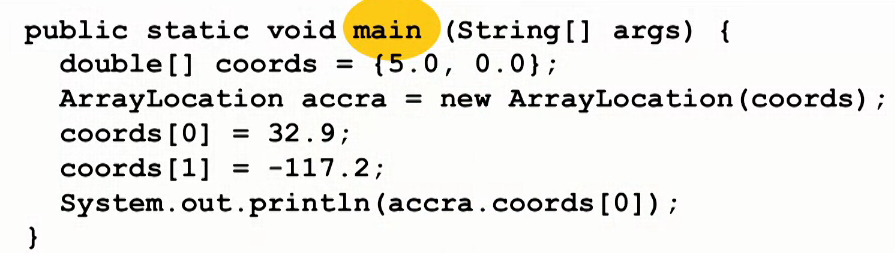 public static void main (String[] args) {
double[] coords = {5.0, 0.0};
ArrayLocation accra = new ArrayLocation(coords);
coords[0] = 32.9;
coords[1] = -117.2;
System.out.println(accra.coords[0]);
}